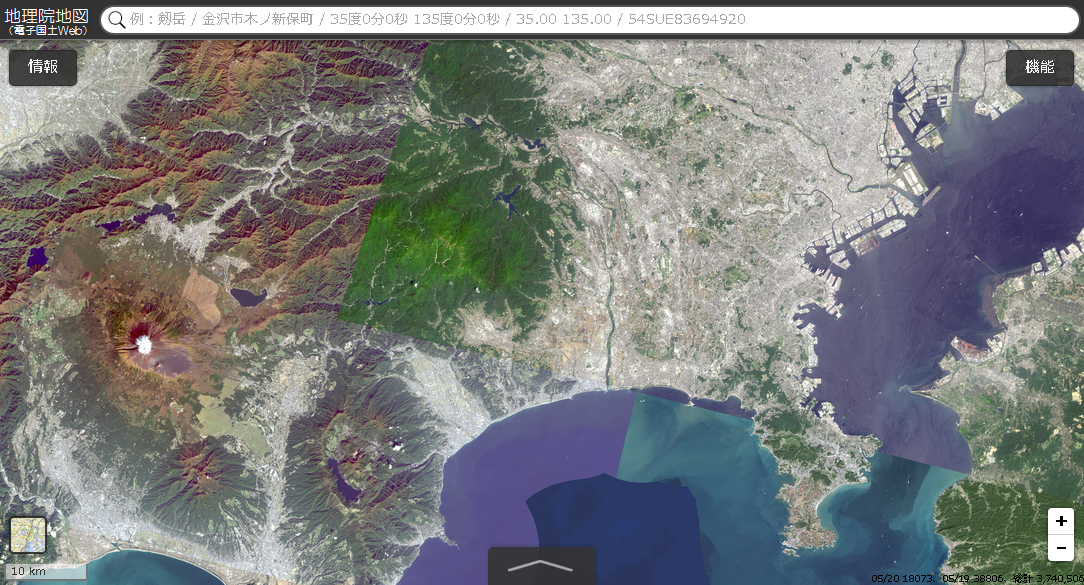 地理院地図
（電子国土Web）
例：剱岳 / 金沢市木ノ新保町 / 35度0分0秒 135度0分0秒 / 35.00 135.00 / 54SUE83694920
情報
機能
+
−
10 km
05/20 18073. 05/19 38806. 総計 3,740,503